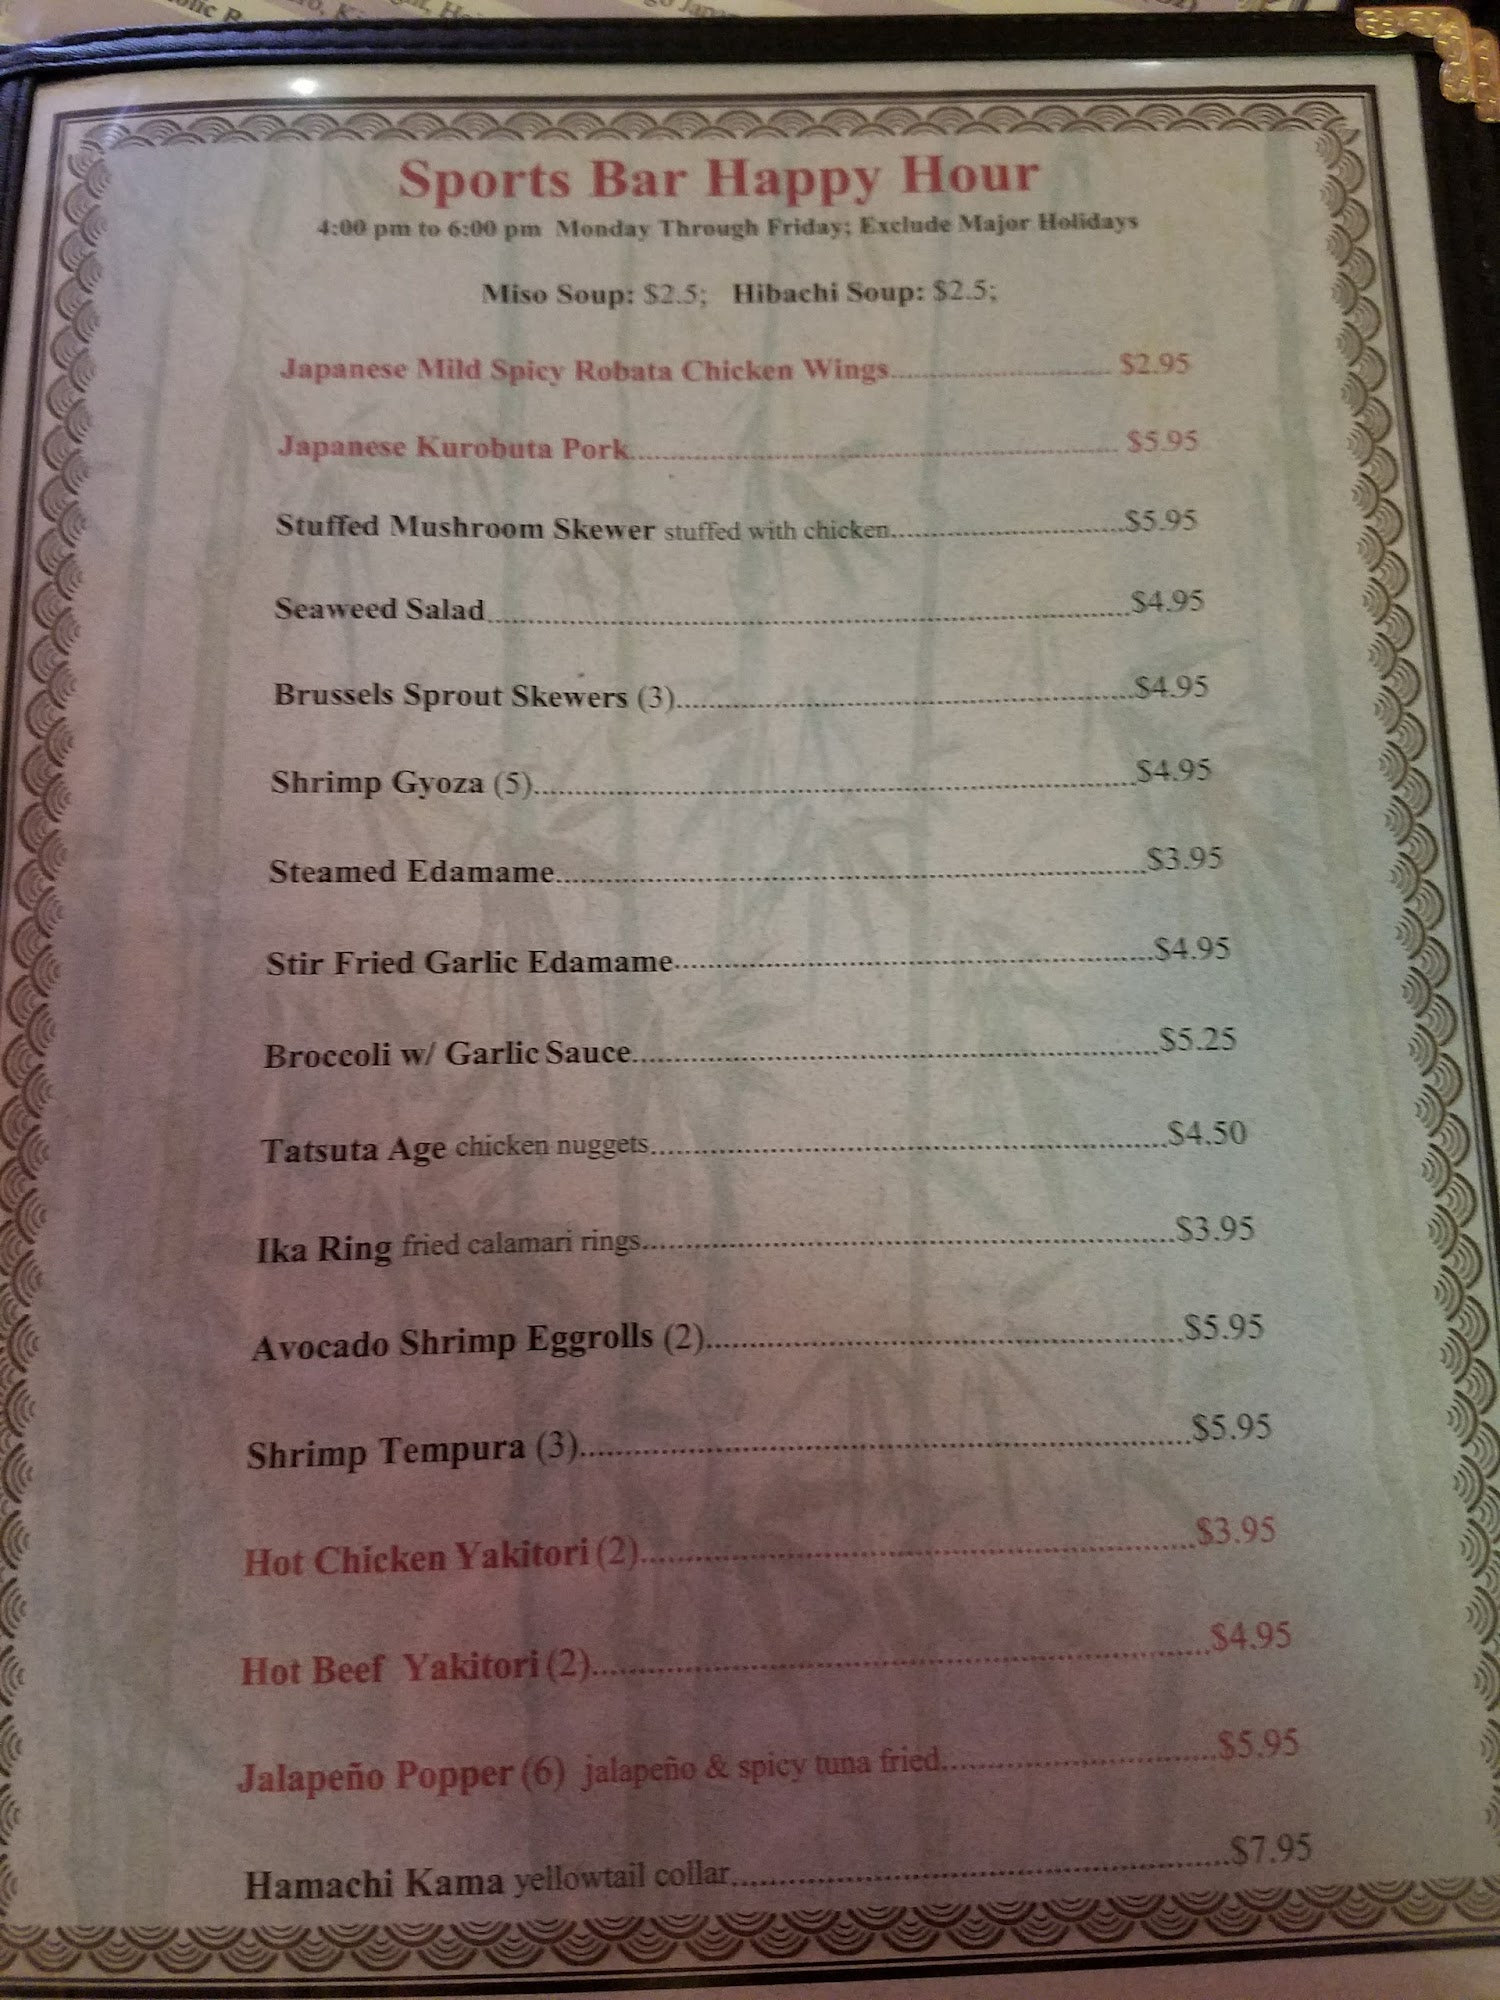 Sports Bar Happy Hour
4:00 pm to 6:00 pm Monday Through Friday; Exclude Major Holidays
Miso Soup: $2.5; Hibachi Soup: $2.5;
Japanese Mild Spicy Robata Chicken Wings.......................... $2.95
Japanese Kurobuta Pork.......................................................... $5.95
Stuffed Mushroom Skewer stuffed with chicken............................$5.95
Seaweed Salad..............................................................................$4.95
Brussels Sprout Skewers (3).......................................................$4.95
Shrimp Gyoza (5)........................................................................$4.95
Steamed Edamame......................................................................$3.95
Stir Fried Garlic Edamame........................................................$4.95
Broccoli w/ Garlic Sauce.............................................................$5.25
Tatsuta Age chicken nuggets............................................................$4.50
Ika Ring fried calamari rings.............................................................$3.95
Avocado Shrimp Eggrolls (2).......................................................$5.95
Shrimp Tempura (3).....................................................................$5.95
Hot Chicken Yakitori (2)..............................................................$3.95
Hot Beef Yakitori (2)....................................................................$4.95
Jalapeño Popper (6) jalapeño & spicy tuna fried..............................$5.95
Hamachi Kama yellowtail collar.......................................................$7.95